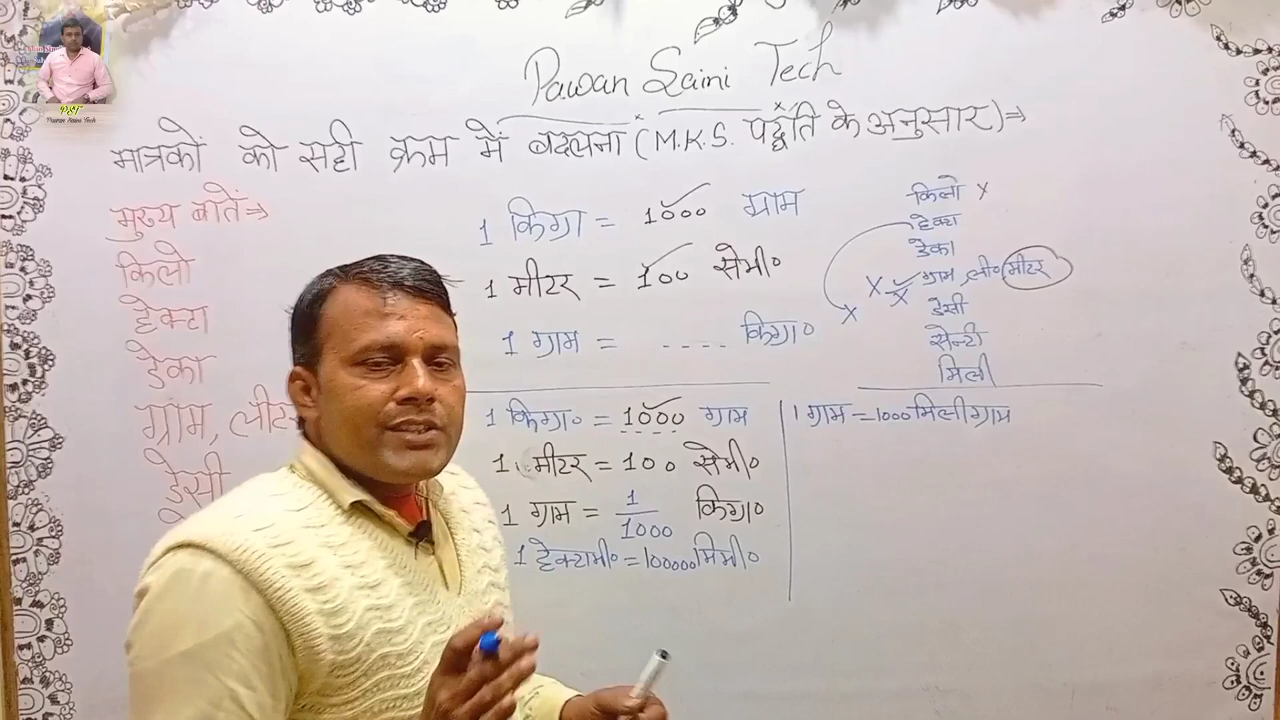 Pawan Saini Tech
मात्रकों को सही क्रम में बदलना (M.K.S. पद्धति के अनुसार) ⇒
मुख्य बातें ⇒
किलो
हेक्टा
डेका
ग्राम, लीट
डेसी
1 किग्रा = 1000 ग्राम
1 मीटर = 100 सेमी०
1 ग्राम = .... किग्रा०
किलो x
हेक्टा
डेका
ग्राम, ली० मीटर
डेसी
सेन्टी
मिली
1 किग्रा० = 1000 ग्राम
1 मीटर = 100 सेमी०
1 ग्राम = 1/1000 किग्रा०
1 हेक्टामी० = 100000 मिमी०
1 ग्राम = 1000 मिलीग्राम
PST
Pawan Saini Tech